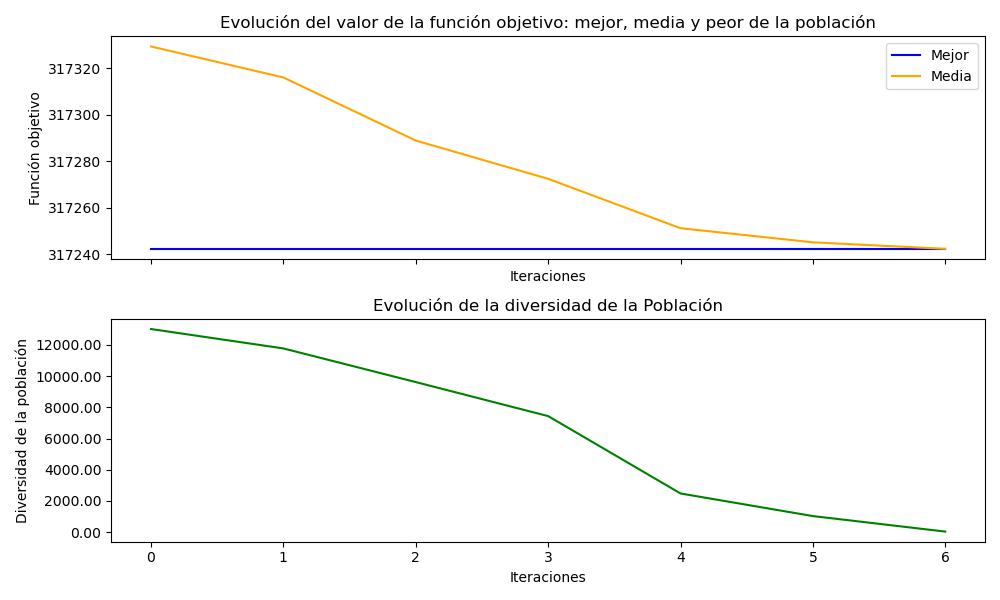 Evolución del valor de la función objetivo: mejor, media y peor de la población
Función objetivo
317320
317300
317280
317260
317240
Mejor
Media
Iteraciones
Evolución de la diversidad de la Población
Diversidad de la población
12000.00
10000.00
8000.00
6000.00
4000.00
2000.00
0.00
0 1 2 3 4 5 6
Iteraciones